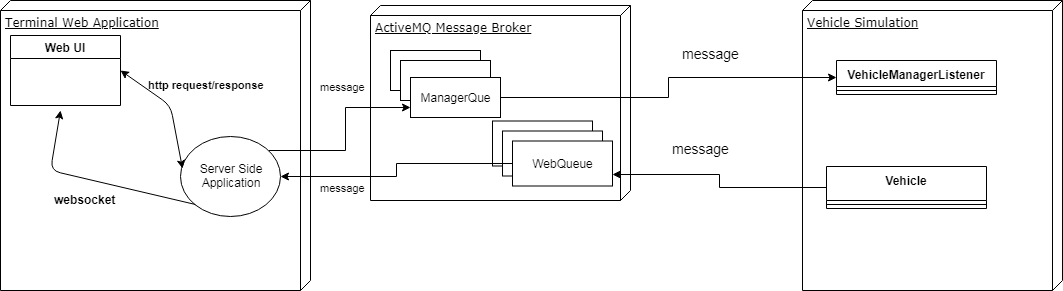 Terminal Web Application
Web UI
http request/response
Server Side
Application
websocket
message
message
ActiveMQ Message Broker
ManagerQue
WebQueue
message
message
Vehicle Simulation
VehicleManagerListener
Vehicle